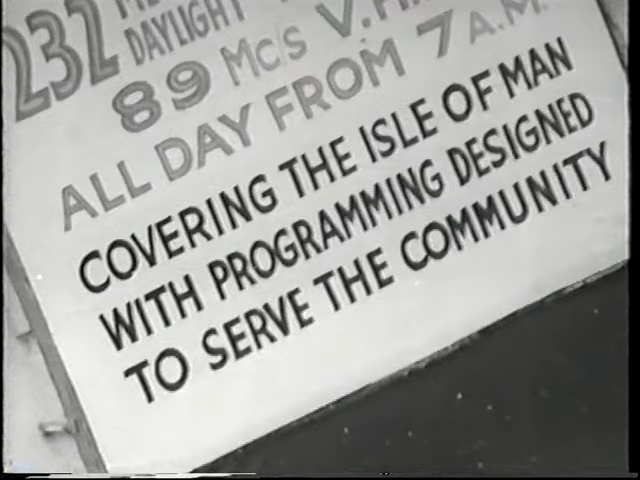 232 ME
DAYLIGHT
89 Mc/s V.H.
ALL DAY FROM 7 A.M.
COVERING THE ISLE OF MAN
WITH PROGRAMMING DESIGNED
TO SERVE THE COMMUNITY